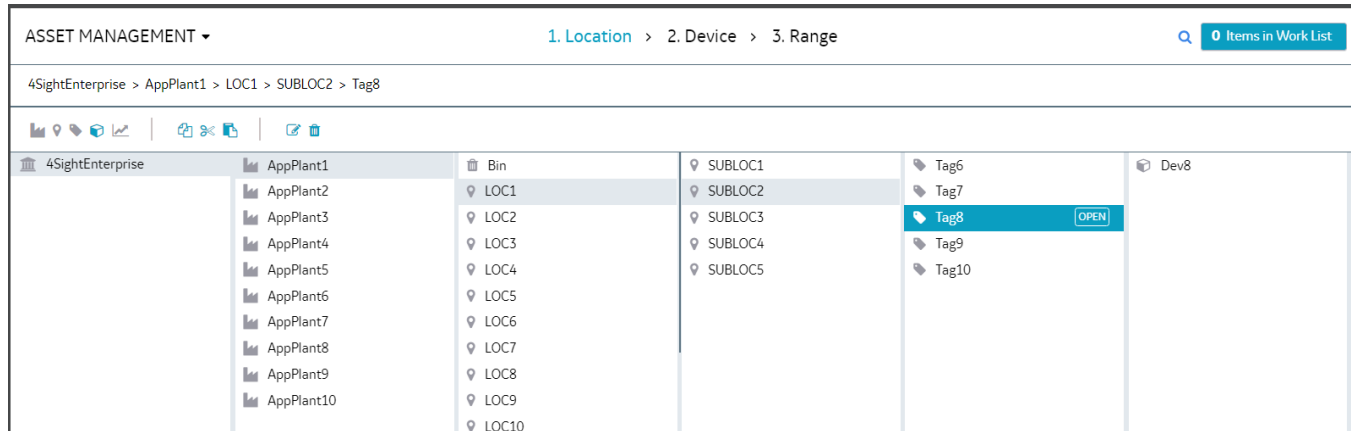 ASSET MANAGEMENT
1. Location > 2. Device > 3. Range
0 Items in Work List
4SightEnterprise > AppPlant1 > LOC1 > SUBLOC2 > Tag8
4SightEnterprise
AppPlant1
AppPlant2
AppPlant3
AppPlant4
AppPlant5
AppPlant6
AppPlant7
AppPlant8
AppPlant9
AppPlant10
Bin
LOC1
LOC2
LOC3
LOC4
LOC5
LOC6
LOC7
LOC8
LOC9
LOC10
SUBLOC1
SUBLOC2
SUBLOC3
SUBLOC4
SUBLOC5
Tag6
Tag7
Tag8 OPEN
Tag9
Tag10
Dev8